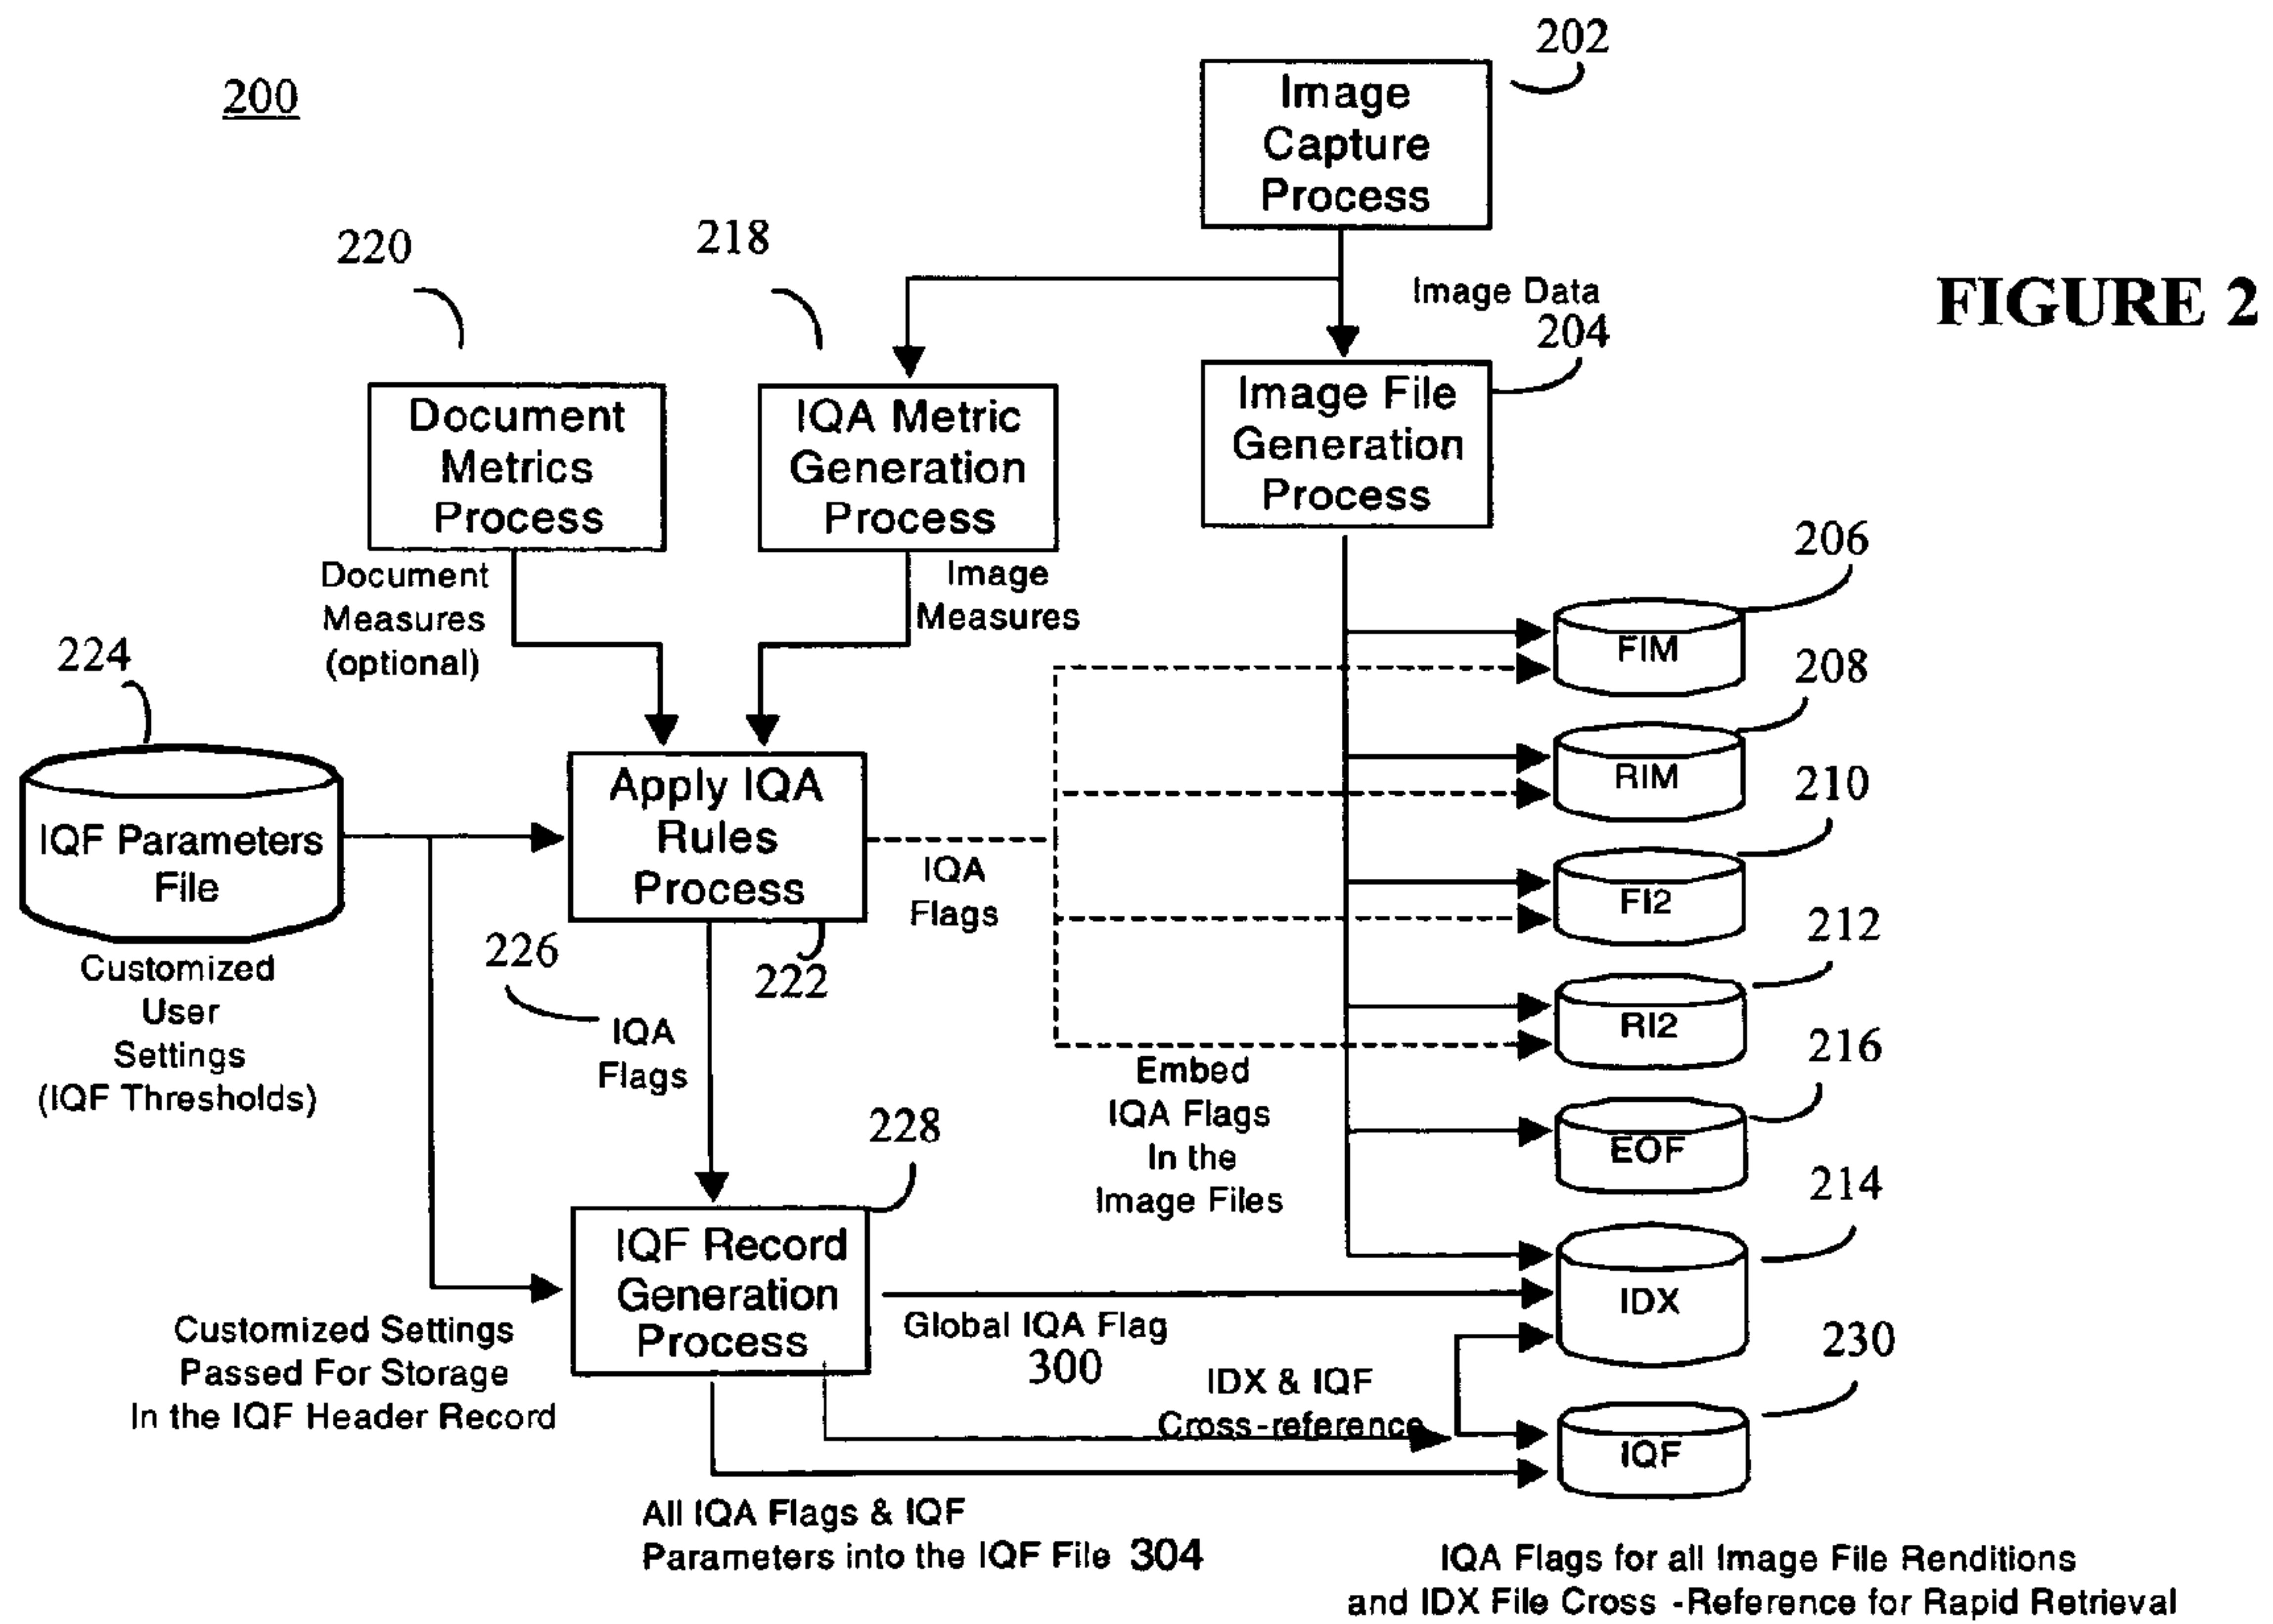 202
200
Image
Capture
Process
220
218
Image Data
204
FIGURE 2
Document
Metrics
Process
IQA Metric
Generation
Process
Image File
Generation
Process
206
Document
Measures
(optional)
Image
Measures
FIM
224
208
RIM
210
IQF Parameters
File
Apply IQA
Rules
Process
IQA
Flags
FI2
212
Customized
User
Settings
(IQF Thresholds)
226
222
IQA
Flags
RI2
216
Embed
IQA Flags
In the
Image Files
228
EOF
214
IQF Record
Generation
Process
IDX
Global IQA Flag
300
230
Customized Settings
Passed For Storage
In the IQF Header Record
IDX & IQF
Cross-reference
IQF
All IQA Flags & IQF
Parameters into the IQF File 304
IQA Flags for all Image File Renditions
and IDX File Cross -Reference for Rapid Retrieval